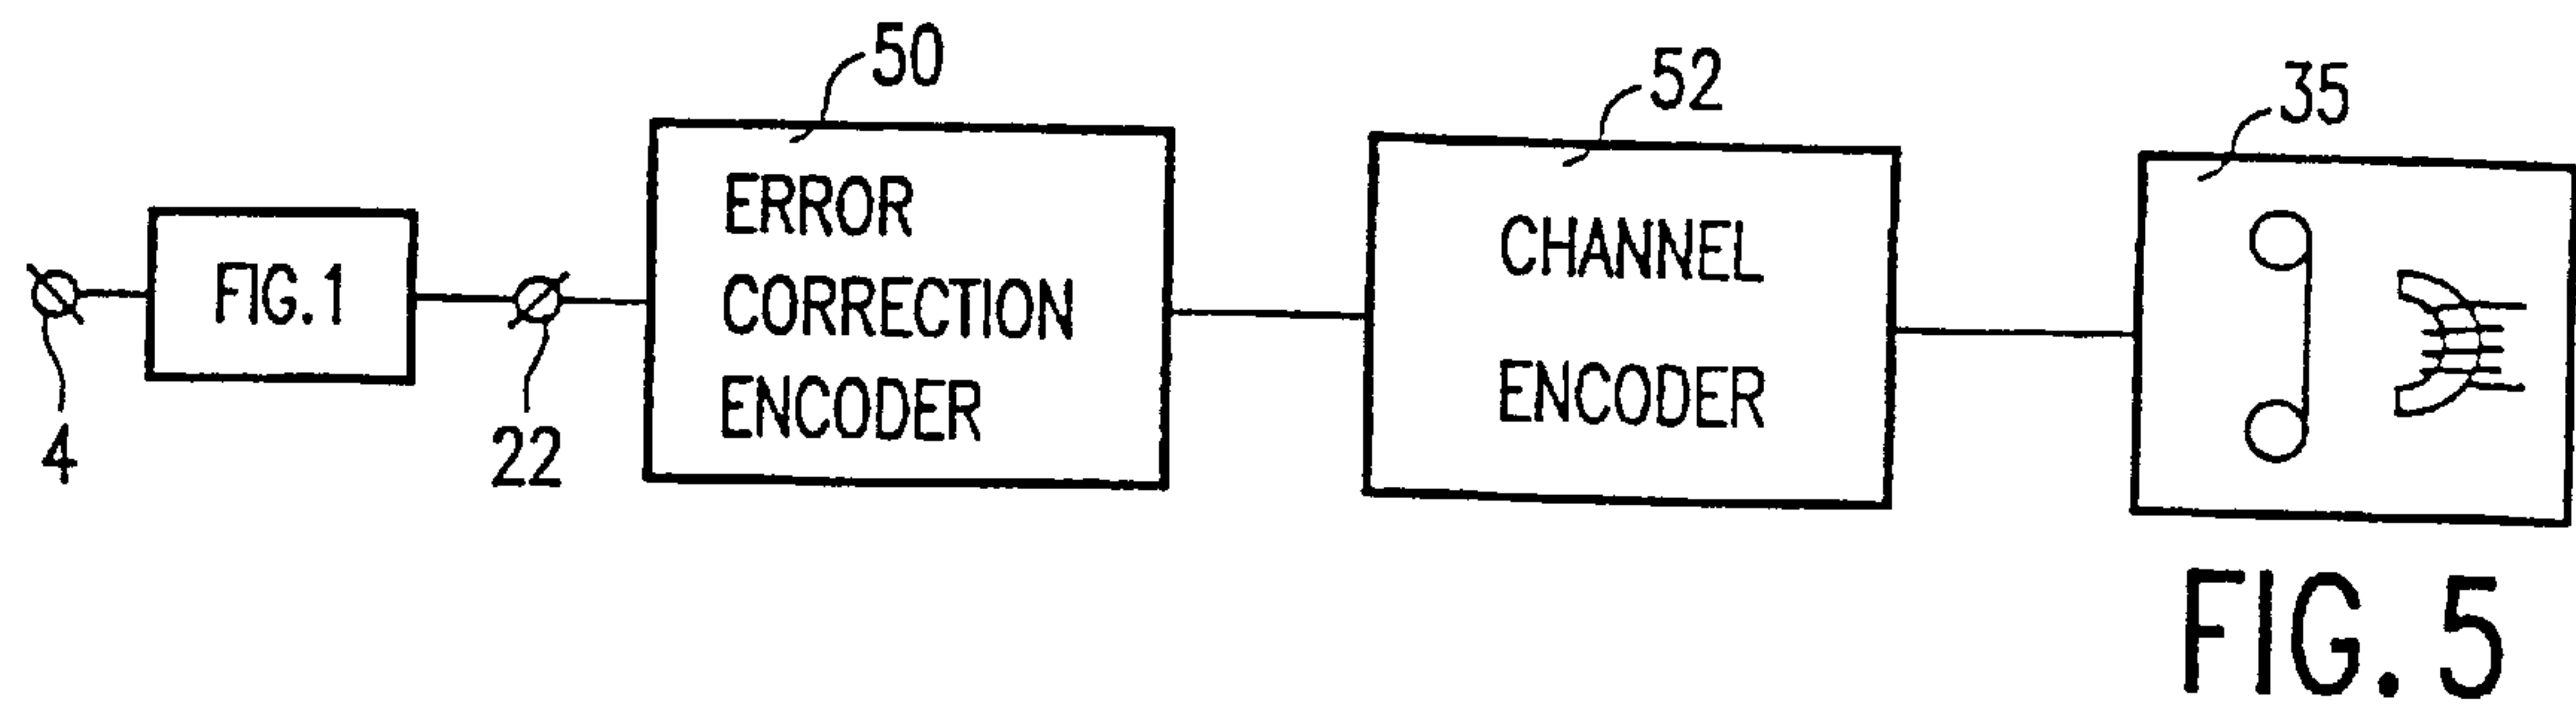 50
52
35
ERROR
CORRECTION
ENCODER
CHANNEL
ENCODER
FIG.1
4
22
FIG. 5